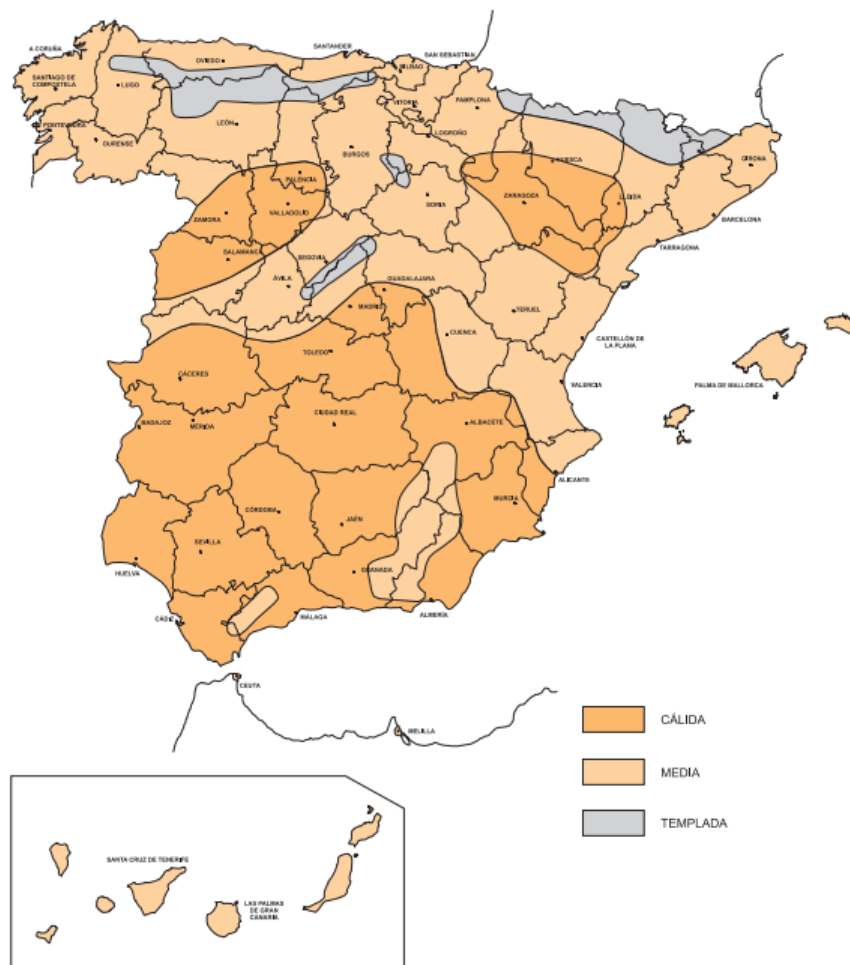 A CORUÑA
OVIEDO
SANTANDER
SAN SEBASTIAN
BILBAO
SANTIAGO DE
COMPOSTELA
LUGO
VITORIA
PAMPLONA
LEÓN
PONTEVEDRA
OURENSE
BURGOS
LOGROÑO
HUESCA
GIRONA
PALENCIA
ZAMORA
VALLADOLID
SORIA
ZARAGOZA
LLEIDA
BARCELONA
TARRAGONA
SALAMANCA
SEGOVIA
ÁVILA
GUADALAJARA
MADRID
TERUEL
CUENCA
CASTELLÓN
DE LA PLANA
TOLEDO
CÁCERES
VALENCIA
PALMA DE MALLORCA
CIUDAD REAL
BADAJOZ
MÉRIDA
ALBACETE
ALICANTE
MURCIA
CÓRDOBA
JAÉN
SEVILLA
GRANADA
HUELVA
ALMERÍA
CÁDIZ
MÁLAGA
CEUTA
MELILLA
CÁLIDA
MEDIA
TEMPLADA
SANTA CRUZ DE TENERIFE
LAS PALMAS
DE GRAN
CANARIA